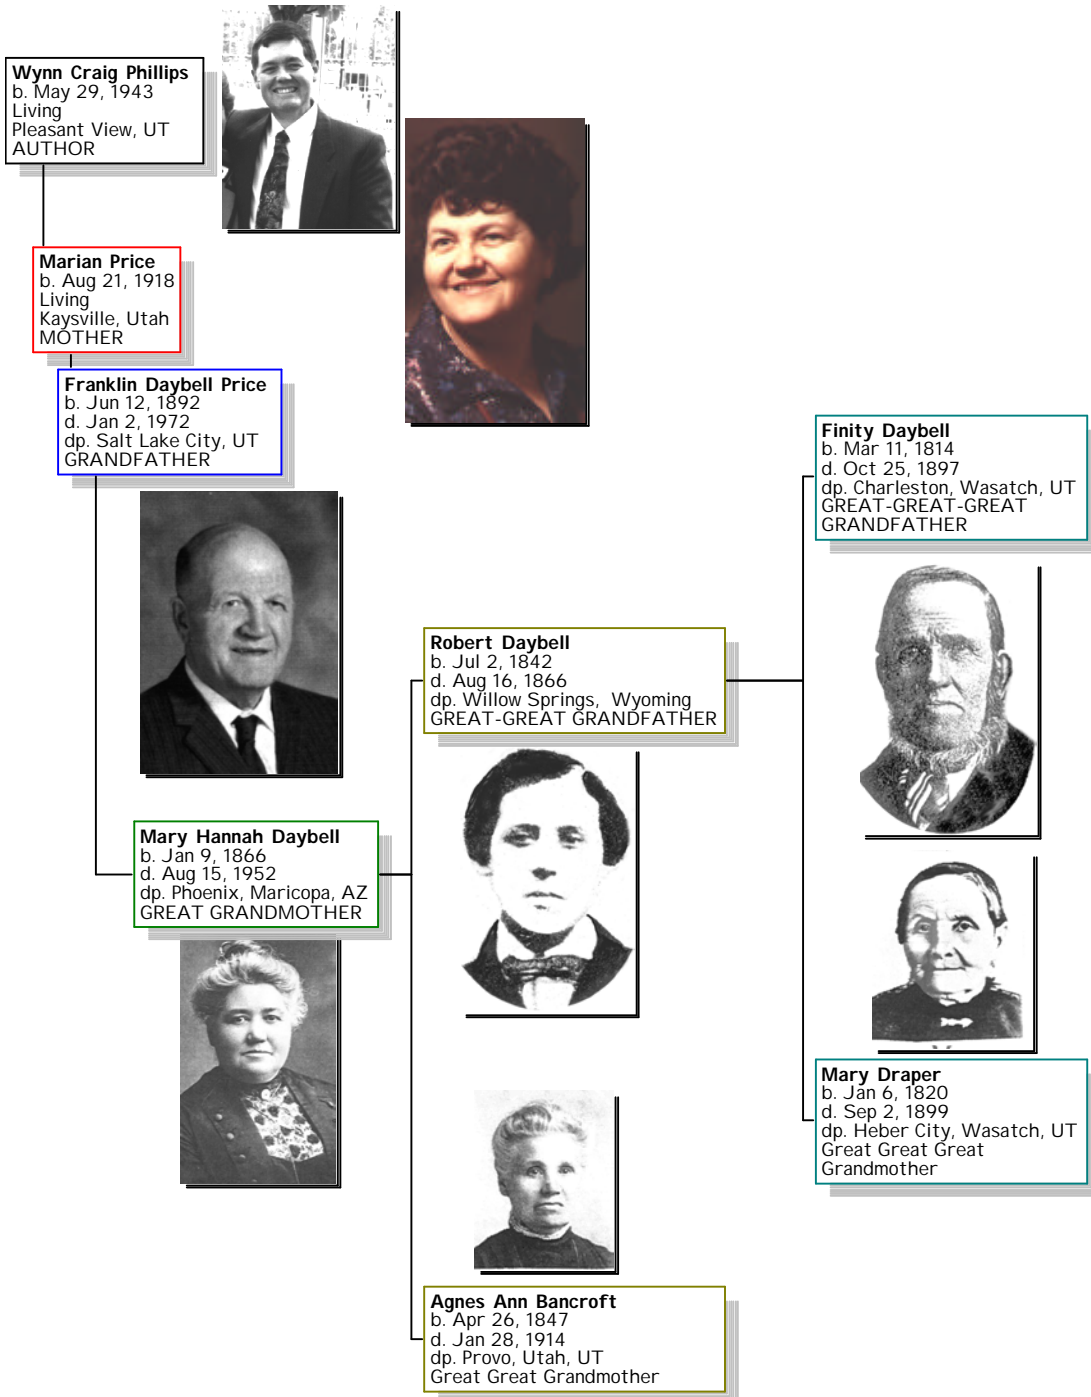 Wynn Craig Phillips
b. May 29, 1943
Living
Pleasant View, UT
AUTHOR
Marian Price
b. Aug 21, 1918
Living
Kaysville, Utah
MOTHER
Franklin Daybell Price
b. Jun 12, 1892
d. Jan 2, 1972
dp. Salt Lake City, UT
GRANDFATHER
Mary Hannah Daybell
b. Jan 9, 1866
d. Aug 15, 1952
dp. Phoenix, Maricopa, AZ
GREAT GRANDMOTHER
Robert Daybell
b. Jul 2, 1842
d. Aug 16, 1866
dp. Willow Springs, Wyoming
GREAT-GREAT GRANDFATHER
Agnes Ann Bancroft
b. Apr 26, 1847
d. Jan 28, 1914
dp. Provo, Utah, UT
Great Great Grandmother
Finity Daybell
b. Mar 11, 1814
d. Oct 25, 1897
dp. Charleston, Wasatch, UT
GREAT-GREAT-GREAT
GRANDFATHER
Mary Draper
b. Jan 6, 1820
d. Sep 2, 1899
dp. Heber City, Wasatch, UT
Great Great Great
Grandmother